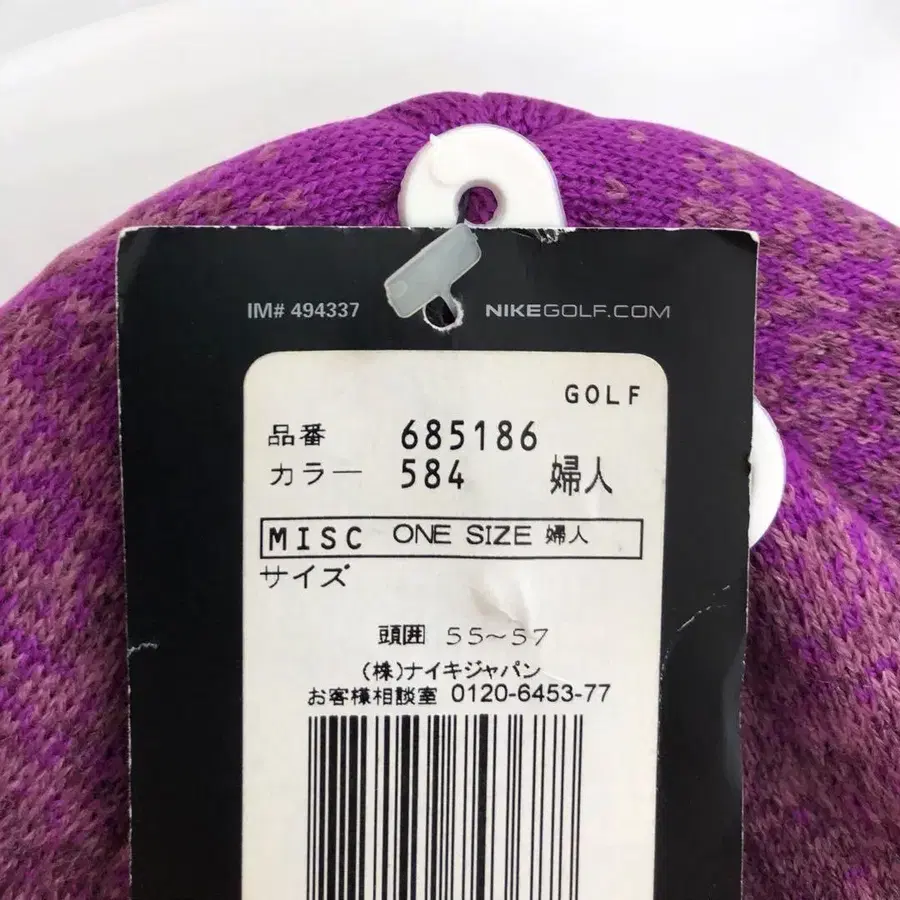 IM# 494337 NIKEGOLF.COM
GOLF
品番 685186
カラー 584 婦人
MISC ONE SIZE 婦人
サイズ
頭囲 55～57
(株)ナイキジャパン
お客様相談室 0120-6453-77